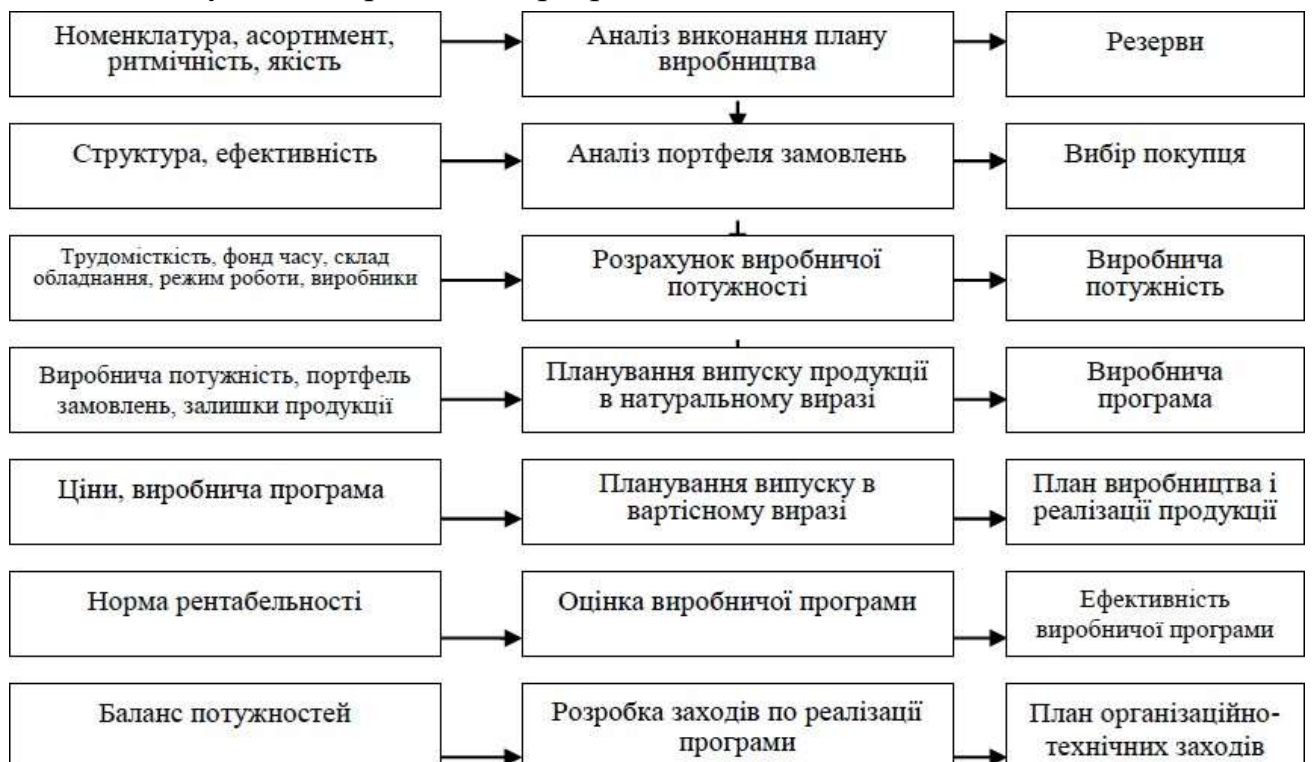 Номенклатура, асортимент,
ритмічність, якість
Аналіз виконання плану
виробництва
Резерви
Структура, ефективність
Аналіз портфеля замовлень
Вибір покупця
Трудомісткість, фонд часу, склад
обладнання, режим роботи, виробники
Розрахунок виробничої
потужності
Виробнича
потужність
Виробнича потужність, портфель
замовлень, залишки продукції
Планування випуску продукції
в натуральному виразі
Виробнича
програма
Ціни, виробнича програма
Планування випуску в
вартісному виразі
План виробництва і
реалізації продукції
Норма рентабельності
Оцінка виробничої програми
Ефективність
виробничої програми
Баланс потужностей
Розробка заходів по реалізації
програми
План організаційно-
технічних заходів